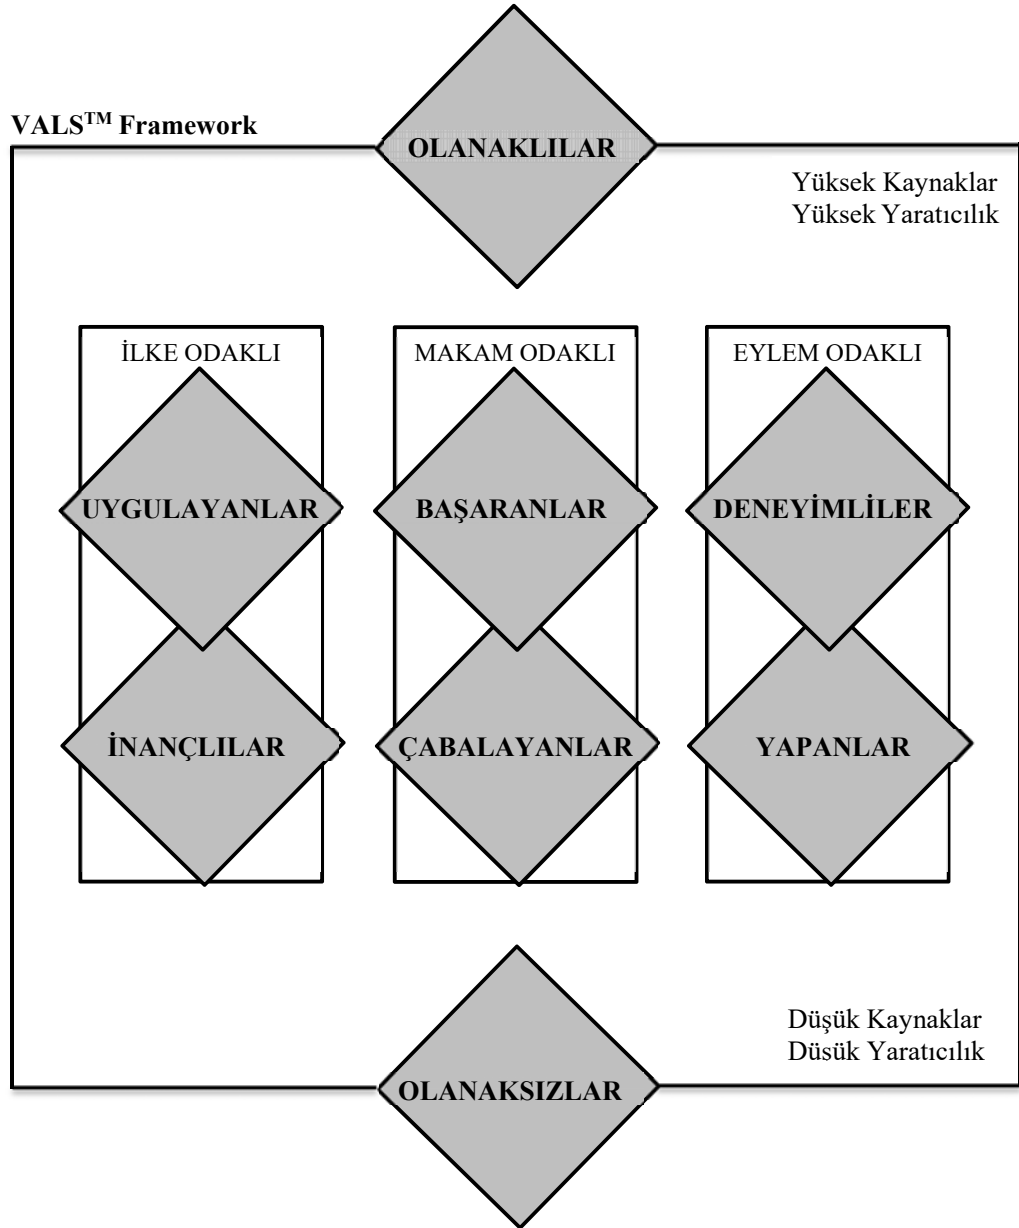 VALS™ Framework
OLANAKLILAR
Yüksek Kaynaklar
Yüksek Yaratıcılık
İLKE ODAKLI
MAKAM ODAKLI
EYLEM ODAKLI
UYGULAYANLAR
BAŞARANLAR
DENEYİMLİLER
İNANÇLILAR
ÇABALAYANLAR
YAPANLAR
Düşük Kaynaklar
Düsük Yaratıcılık
OLANAKSIZLAR